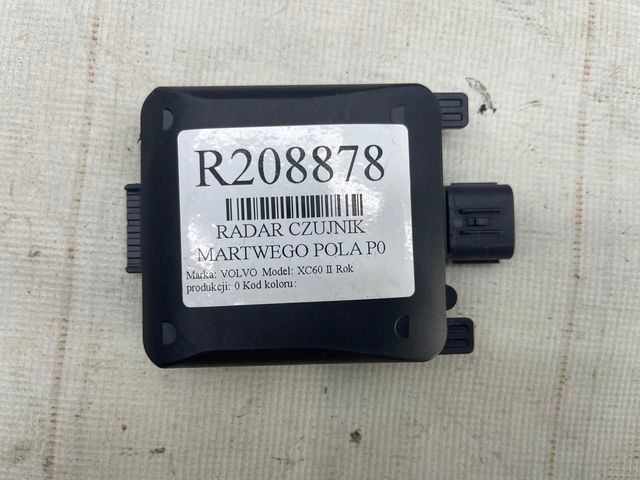 R208878
RADAR CZUJNIK
MARTWEGO POLA P0
Marka: VOLVO Model: XC60 II Rok
produkcji: 0 Kod koloru: